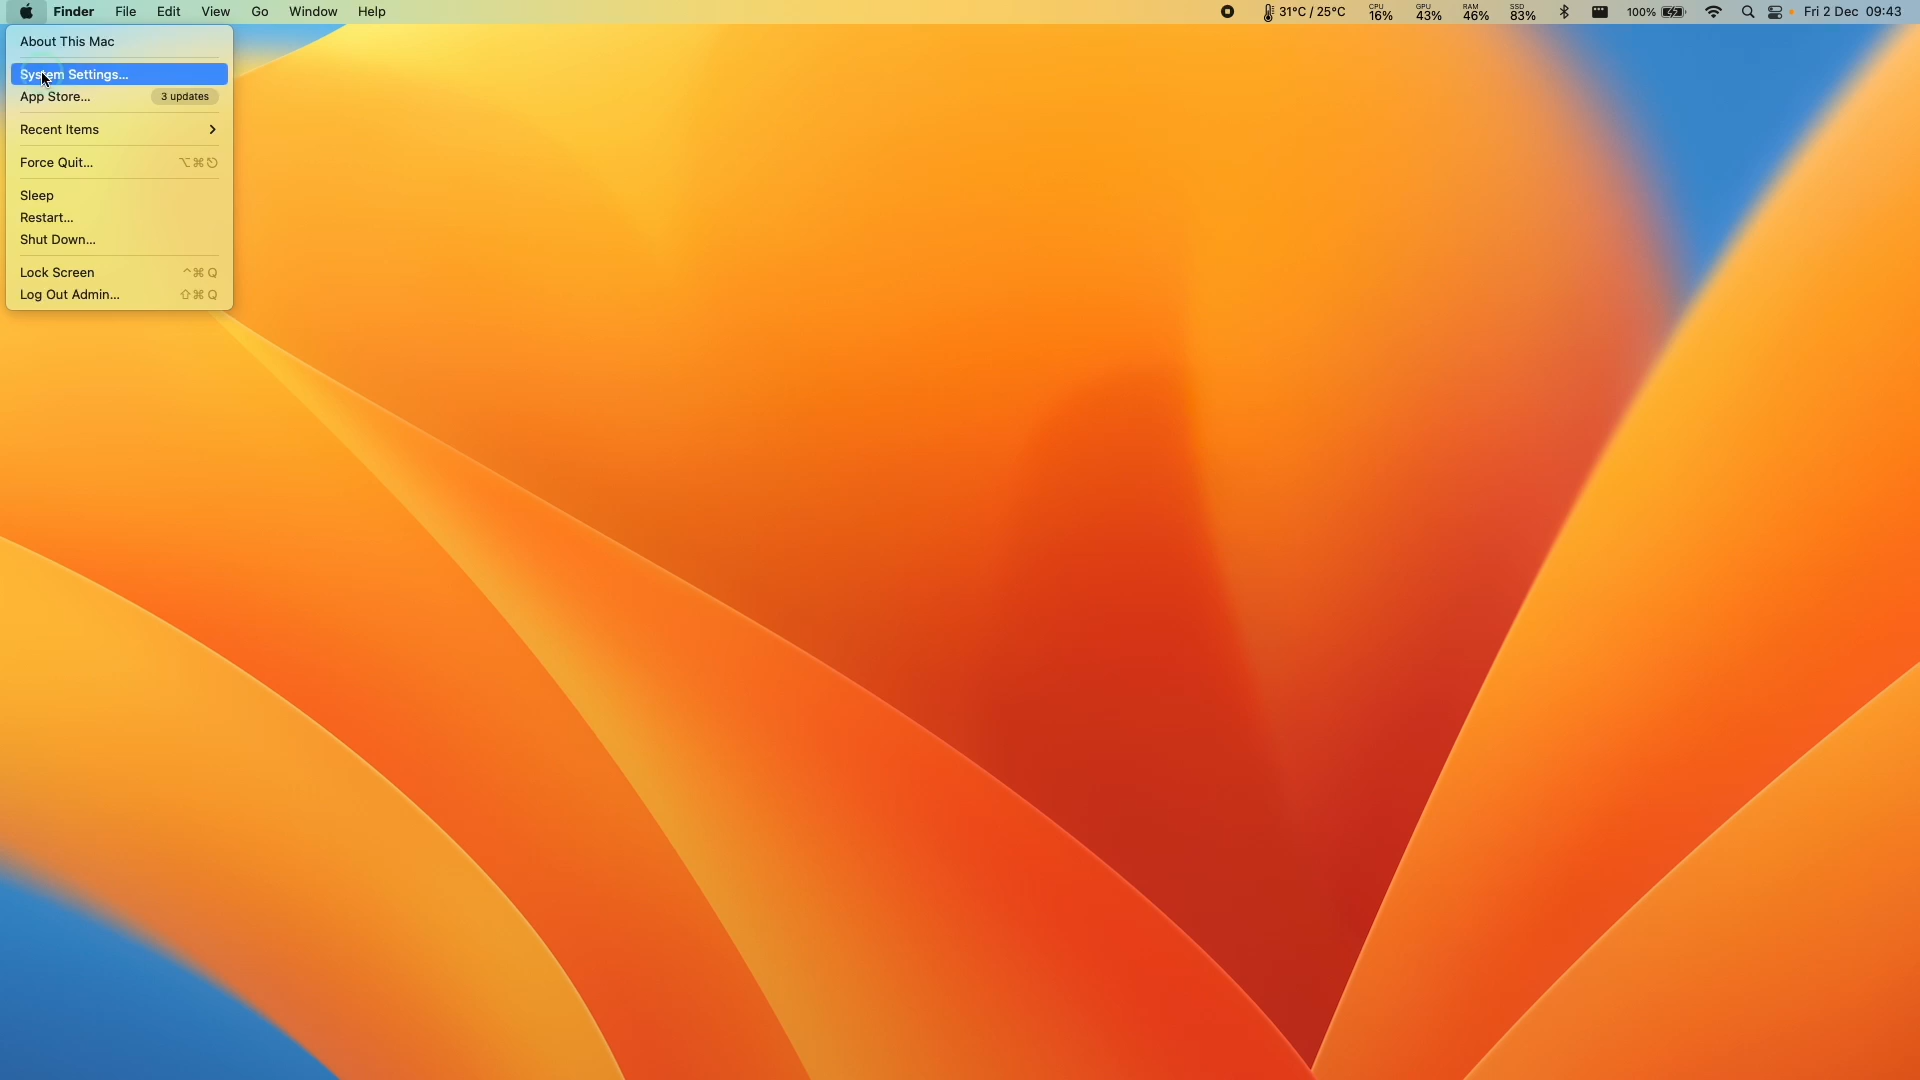 Finder File Edit View Go Window Help 31°C / 25°C CPU 16% GPU 43% RAM 46% SSD 83% 100% Fri 2 Dec 09:43
About This Mac
System Settings...
App Store... 3 updates
Recent Items
Force Quit... ⌥⌘⎋
Sleep
Restart...
Shut Down...
Lock Screen ^⌘Q
Log Out Admin... ⇧⌘Q